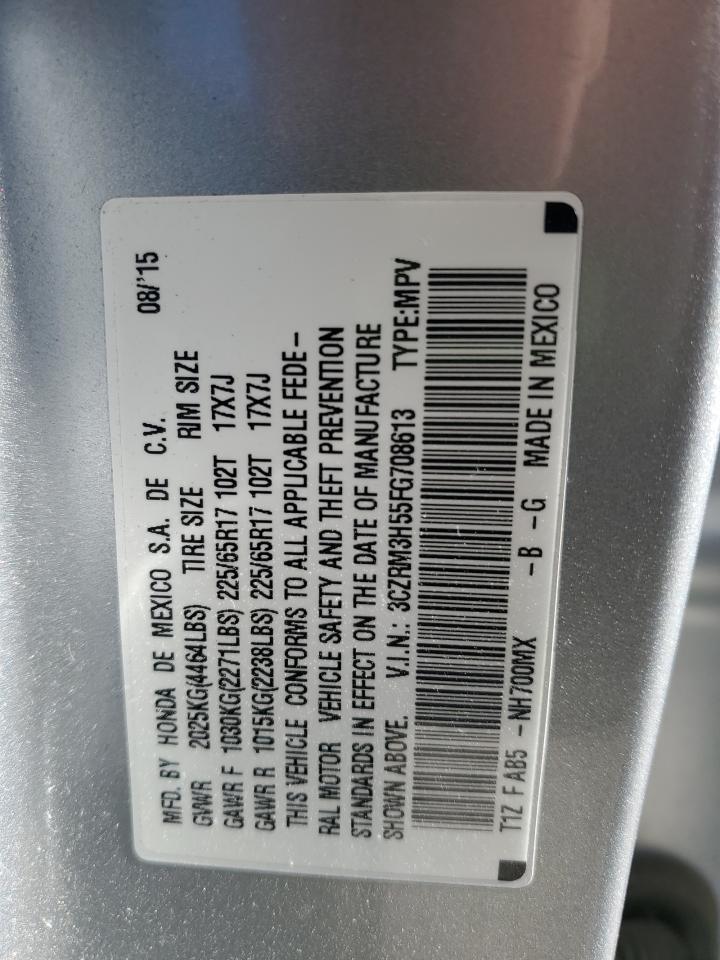 MFD. BY HONDA DE MEXICO S.A. DE C.V. 08/'15
GVWR 2025KG(4464LBS) TIRE SIZE RIM SIZE
GAWR F 1030KG(2271LBS) 225/65R17 102T 17X7J
GAWR R 1015KG(2238LBS) 225/65R17 102T 17X7J
THIS VEHICLE CONFORMS TO ALL APPLICABLE FEDE-
RAL MOTOR VEHICLE SAFETY AND THEFT PREVENTION
STANDARDS IN EFFECT ON THE DATE OF MANUFACTURE
SHOWN ABOVE. V.I.N.: 3CZRM3H55FG708613 TYPE:MPV
T1Z F AB5 -NH700MX -B -G MADE IN MEXICO